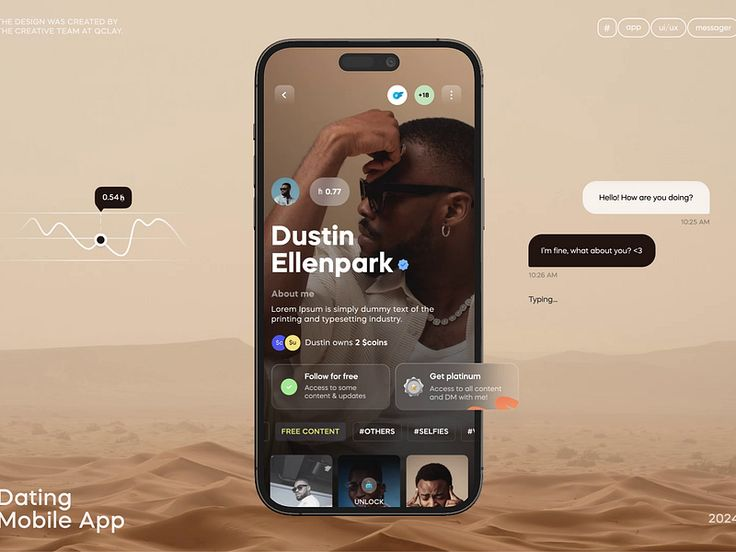 THE DESIGN WAS CREATED BY
THE CREATIVE TEAM AT QCLAY.
#
app
ui/ux
messager
+18
0.54 ħ
ħ 0.77
Hello! How are you doing?
10:25 AM
I'm fine, what about you? <3
10:26 AM
Typing...
Dustin
Ellenpark
About me
Lorem Ipsum is simply dummy text of the
printing and typesetting industry.
Sc
Su
Dustin owns 2 $coins
Follow for free
Access to some
content & updates
Get platinum
Access to all content
and DM with me!
FREE CONTENT
#OTHERS
#SELFIES
UNLOCK
Dating
Mobile App
2024